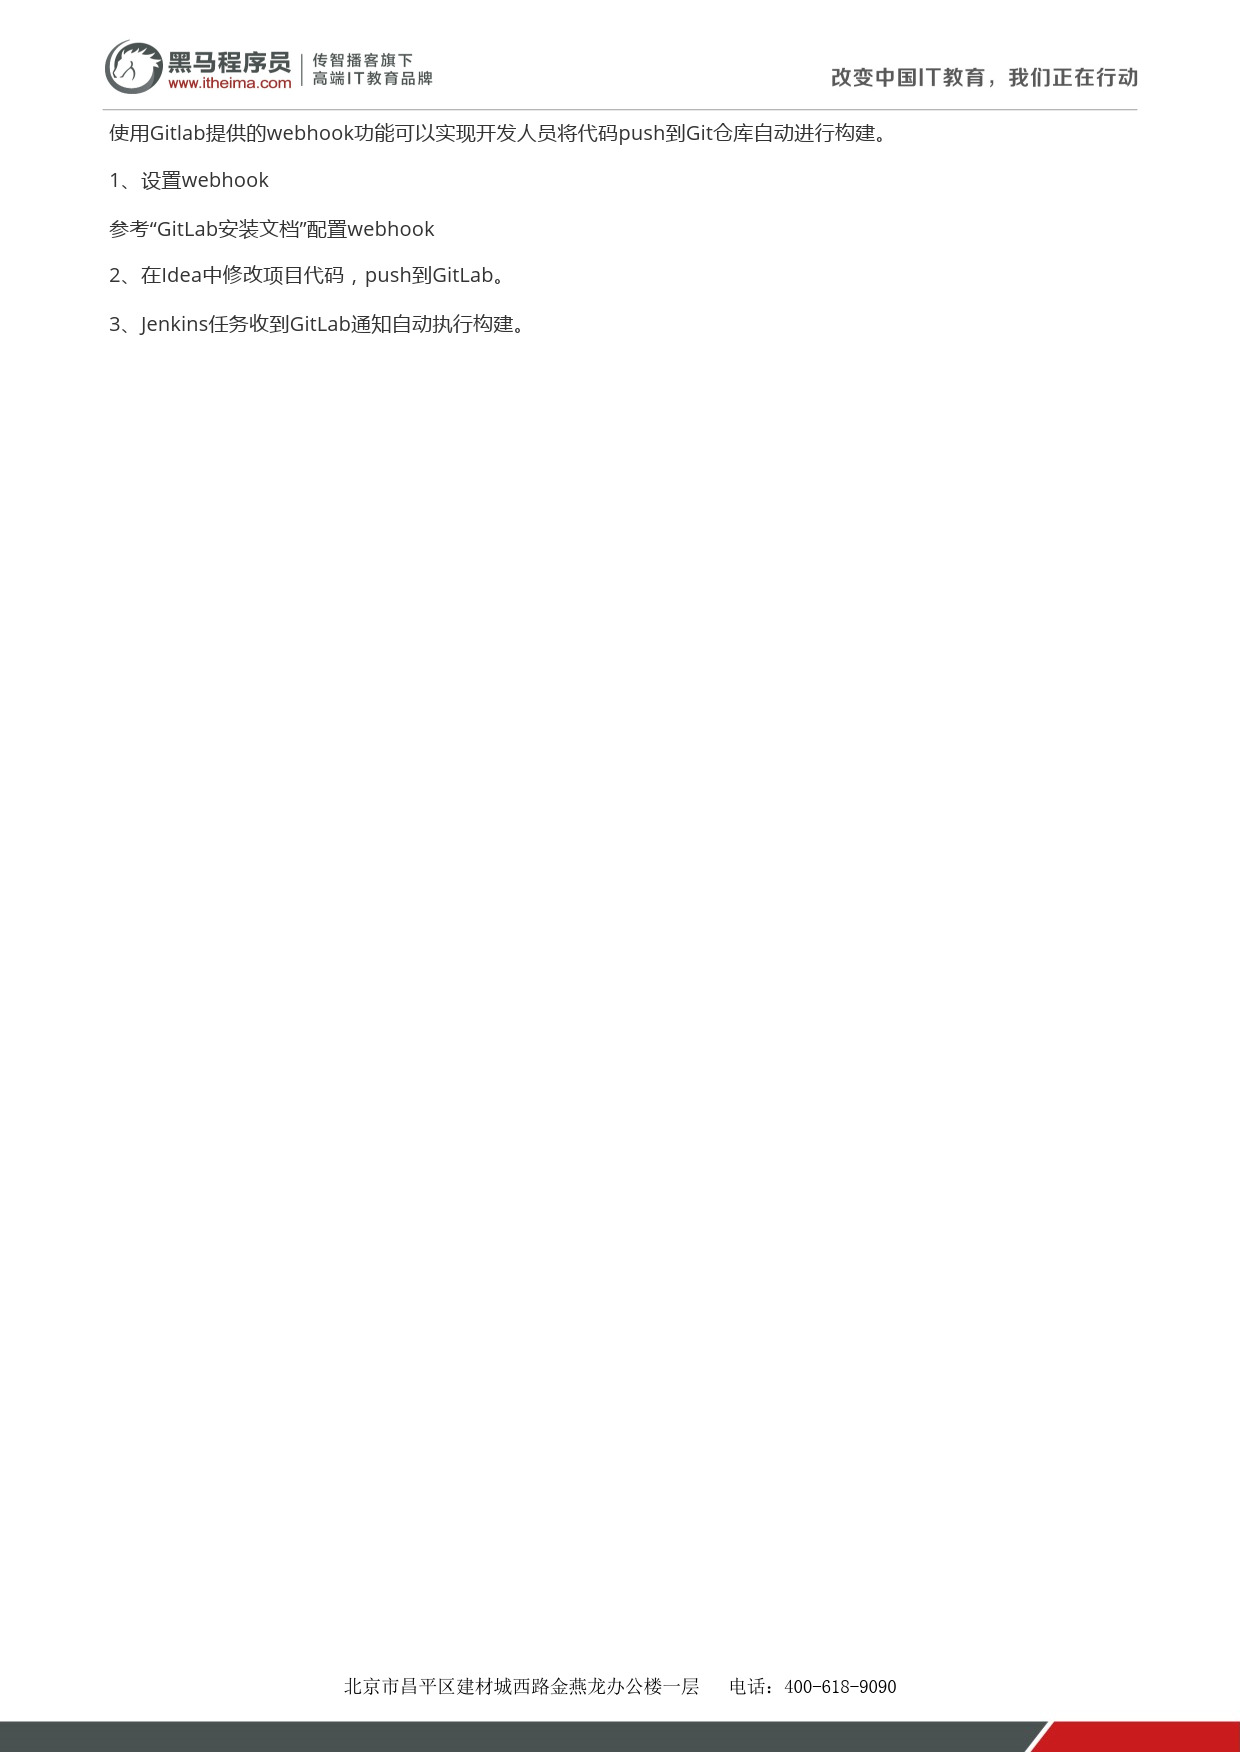 黑马程序员
www.itheima.com
传智播客旗下
高端IT教育品牌
改变中国IT教育，我们正在行动
使用Gitlab提供的webhook功能可以实现开发人员将代码push到Git仓库自动进行构建。
1、设置webhook
参考“GitLab安装文档”配置webhook
2、在Idea中修改项目代码，push到GitLab。
3、Jenkins任务收到GitLab通知自动执行构建。
北京市昌平区建材城西路金燕龙办公楼一层 电话：400-618-9090